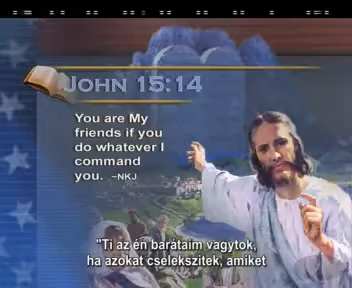 JOHN 15:14
You are My
friends if you
do whatever I
command
you. ~NKJ
"Ti az én barátaim vagytok,
ha azokat cselekszitek, amiket